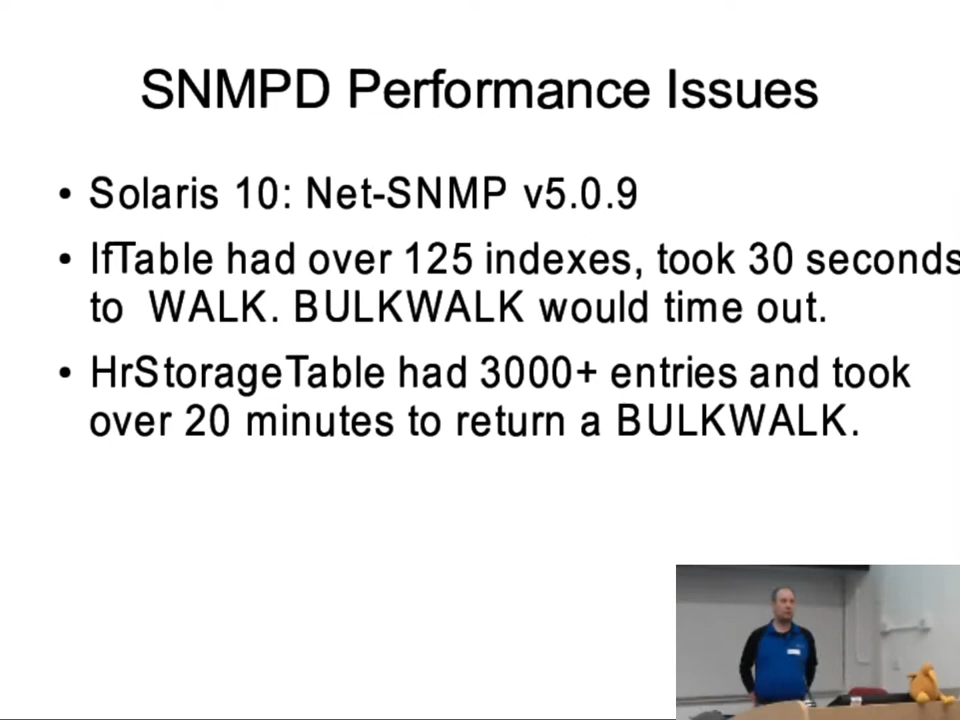 SNMPD Performance Issues
• Solaris 10: Net-SNMP v5.0.9
• IfTable had over 125 indexes, took 30 seconds
to WALK. BULKWALK would time out.
• HrStorageTable had 3000+ entries and took
over 20 minutes to return a BULKWALK.